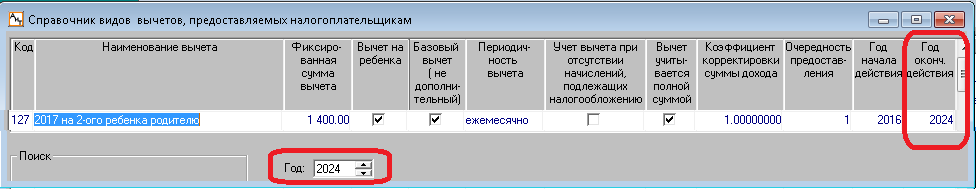 Справочник видов вычетов, предоставляемых налогоплательщикам
Код Наименование вычета Фиксиро-ванная сумма вычета Вычет на ребенка Базовый вычет ( не дополни-тельный) Периодич-ность вычета Учет вычета при отсутствии начислений, подлежащих налогообложению Вычет учиты-вается полной суммой Коэффициент корректировки суммы дохода Очередность предостав-ления Год начала действия Год оконч. действия
127 2017 на 2-ого ребенка родителю 1 400.00 ежемесячно 1.00000000 1 2016 2024
Поиск
Год: 2024